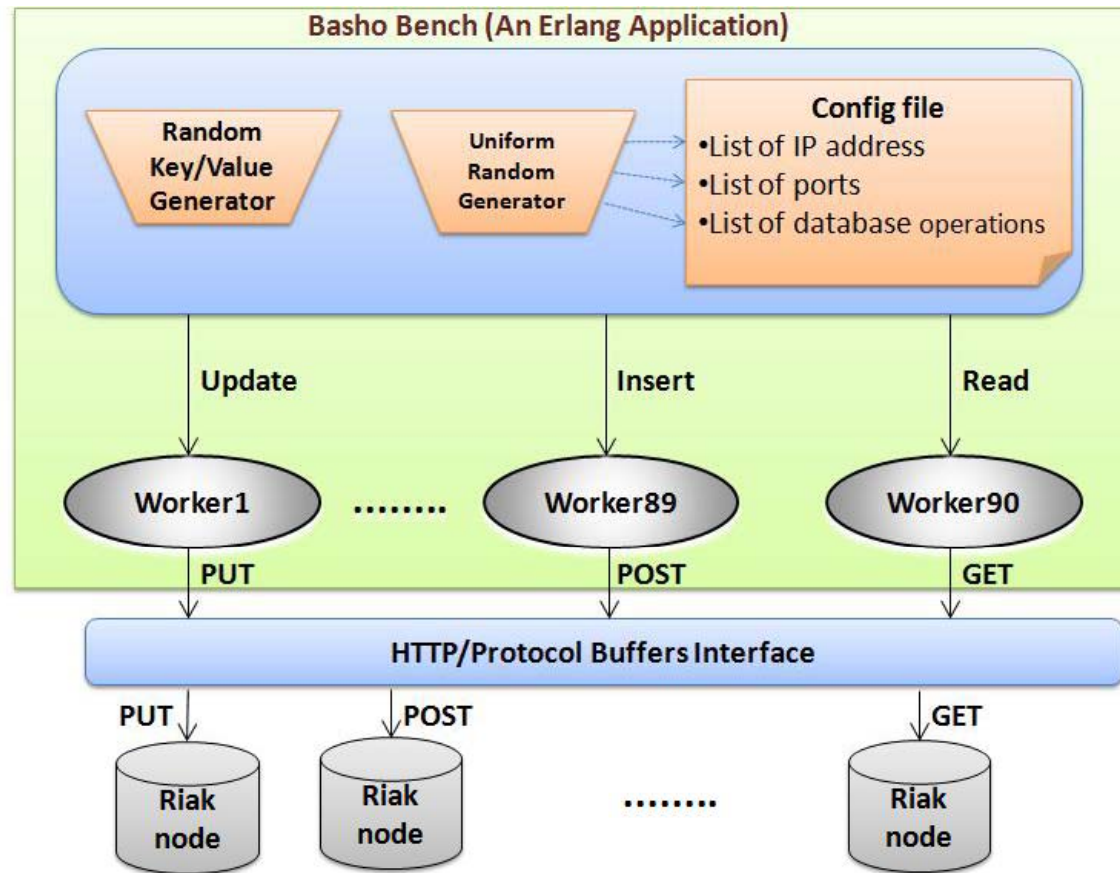 Basho Bench (An Erlang Application)
Random
Key/Value
Generator
Uniform
Random
Generator
Config file
•List of IP address
•List of ports
•List of database operations
Update
Insert
Read
Worker1
........
Worker89
Worker90
PUT
POST
GET
HTTP/Protocol Buffers Interface
PUT
POST
GET
Riak
node
Riak
node
........
Riak
node